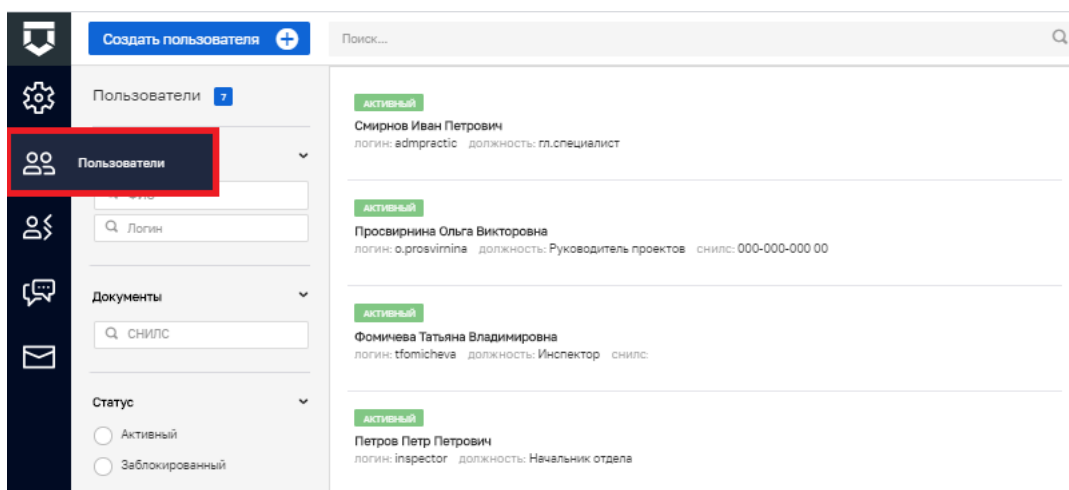 Создать пользователя
Поиск...
Пользователи 7
Пользователи
Логин
Документы
СНИЛС
Статус
Активный
Заблокированный
АКТИВНЫЙ
Смирнов Иван Петрович
логин: admpractic должность: гл.специалист
АКТИВНЫЙ
Просвирнина Ольга Викторовна
логин: o.prosvirnina должность: Руководитель проектов снилс: 000-000-000 00
АКТИВНЫЙ
Фомичева Татьяна Владимировна
логин: tfomicheva должность: Инспектор снилс:
АКТИВНЫЙ
Петров Петр Петрович
логин: inspector должность: Начальник отдела